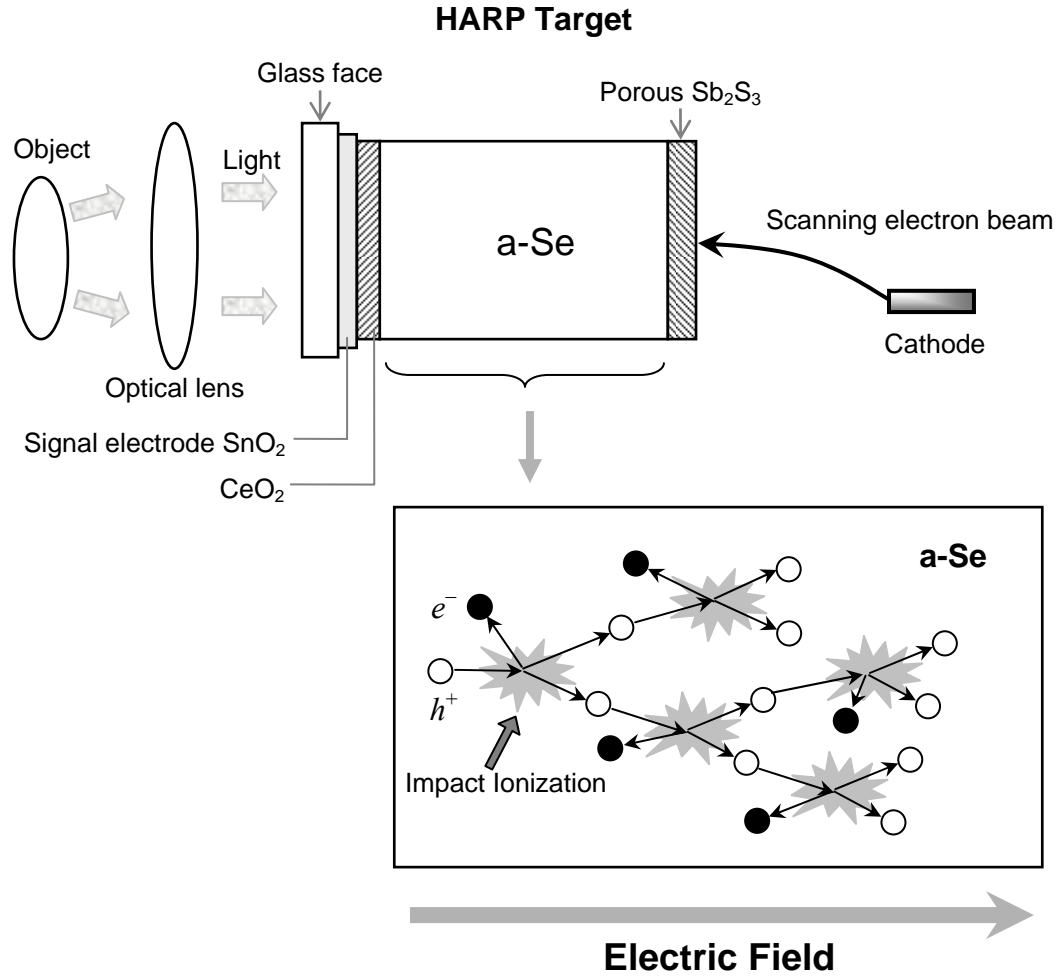 HARP Target
Glass face
Porous Sb₂S₃
Object
Light
Scanning electron beam
a-Se
Cathode
Optical lens
Signal electrode SnO₂
CeO₂
a-Se
e⁻
h⁺
Impact Ionization
Electric Field